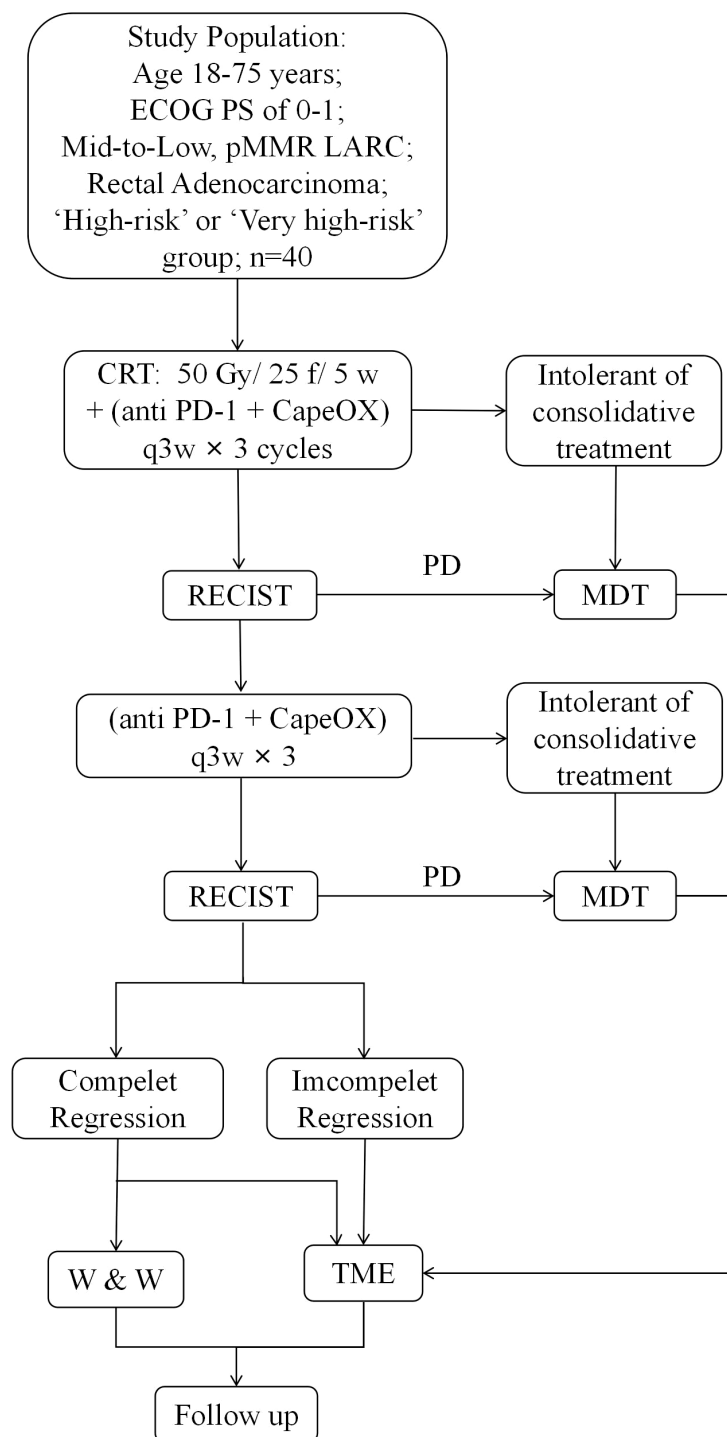 Study Population:
Age 18-75 years;
ECOG PS of 0-1;
Mid-to-Low, pMMR LARC;
Rectal Adenocarcinoma;
‘High-risk’ or ‘Very high-risk’
group; n=40
CRT: 50 Gy/ 25 f/ 5 w
+ (anti PD-1 + CapeOX)
q3w × 3 cycles
Intolerant of
consolidative
treatment
RECIST
PD
MDT
(anti PD-1 + CapeOX)
q3w × 3
Intolerant of
consolidative
treatment
RECIST
PD
MDT
Compelet
Regression
Imcompelet
Regression
W & W
TME
Follow up